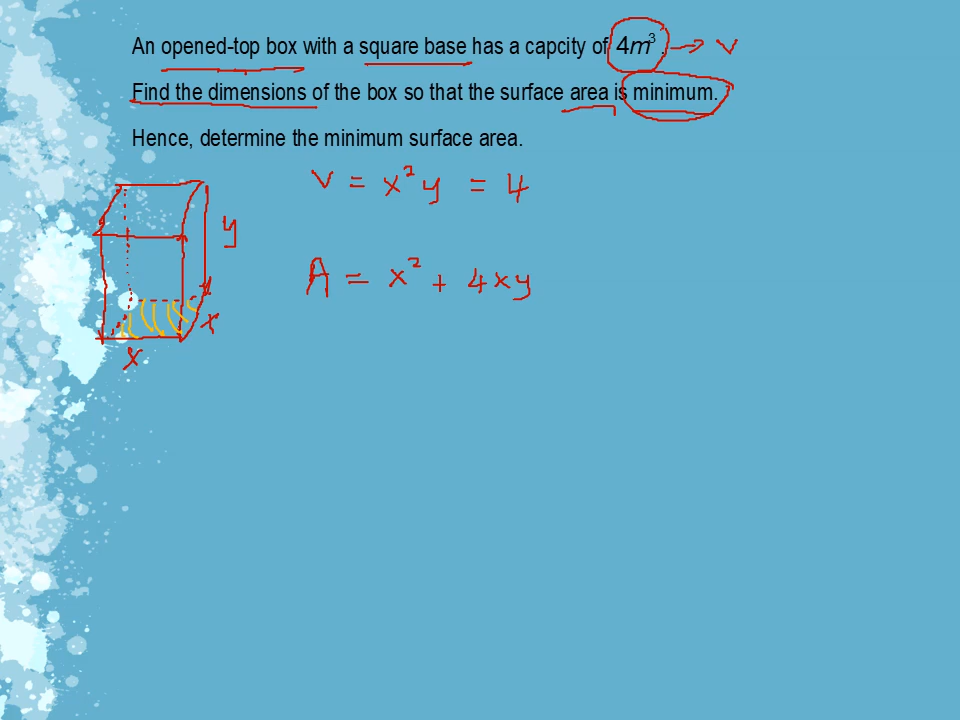 An opened-top box with a square base has a capcity of 4m³. → V
Find the dimensions of the box so that the surface area is minimum.
Hence, determine the minimum surface area.
V = x²y = 4
y
A = x² + 4xy
x
x